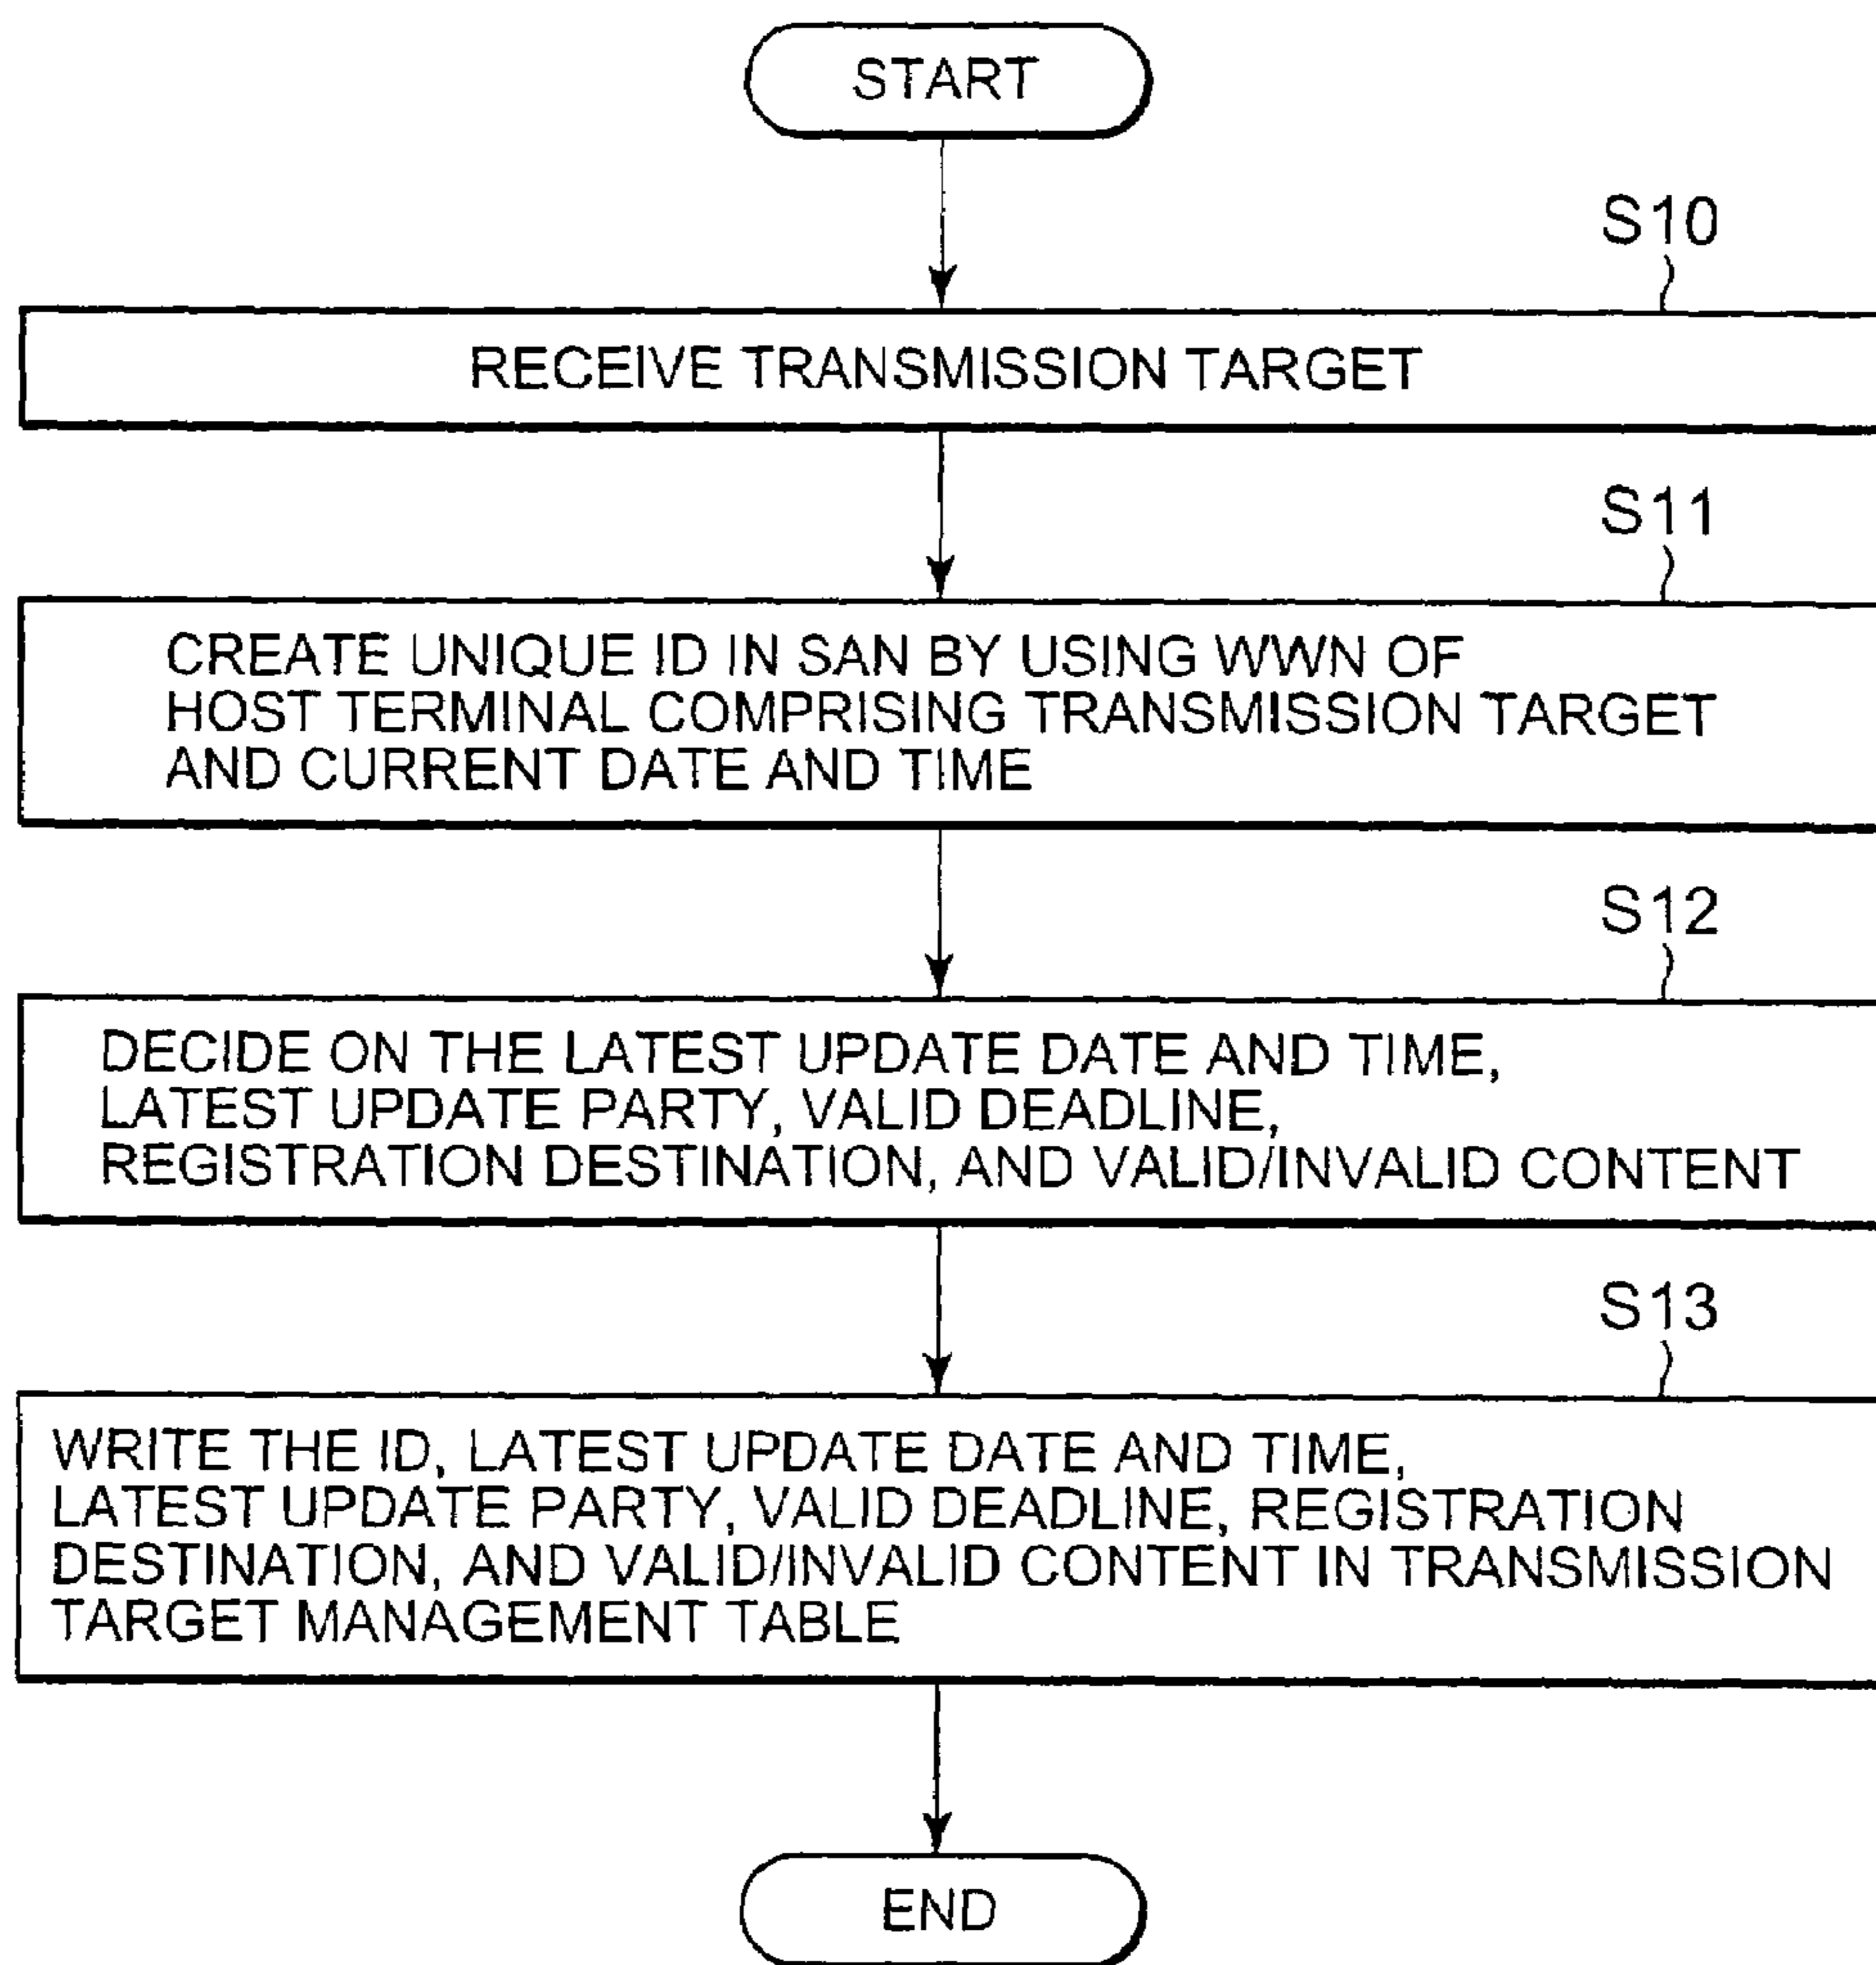 START
S10
RECEIVE TRANSMISSION TARGET
S11
CREATE UNIQUE ID IN SAN BY USING WWN OF
HOST TERMINAL COMPRISING TRANSMISSION TARGET
AND CURRENT DATE AND TIME
S12
DECIDE ON THE LATEST UPDATE DATE AND TIME,
LATEST UPDATE PARTY, VALID DEADLINE,
REGISTRATION DESTINATION, AND VALID/INVALID CONTENT
S13
WRITE THE ID, LATEST UPDATE DATE AND TIME,
LATEST UPDATE PARTY, VALID DEADLINE, REGISTRATION
DESTINATION, AND VALID/INVALID CONTENT IN TRANSMISSION
TARGET MANAGEMENT TABLE
END